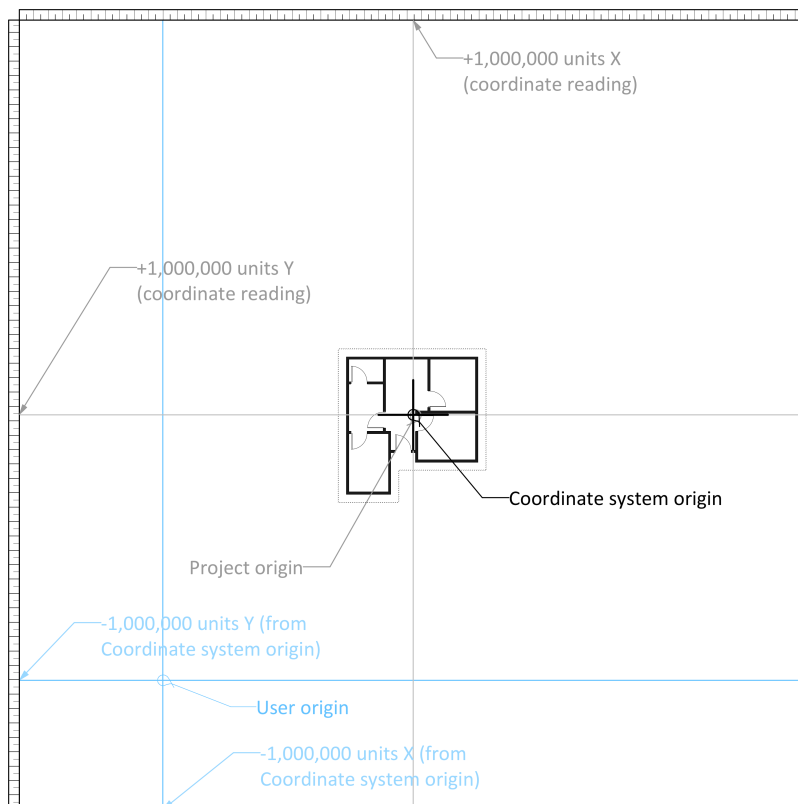 +1,000,000 units X
(coordinate reading)
+1,000,000 units Y
(coordinate reading)
Coordinate system origin
Project origin
-1,000,000 units Y (from
Coordinate system origin)
User origin
-1,000,000 units X (from
Coordinate system origin)